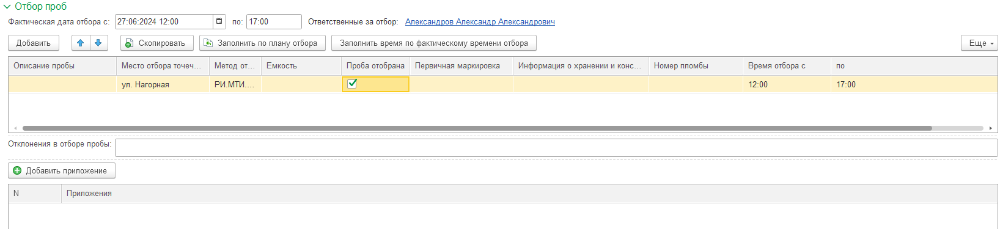 Отбор проб
Фактическая дата отбора с: 27:06:2024 12:00 по: 17:00 Ответственные за отбор: Александров Александр Александрович
Добавить Скопировать Заполнить по плану отбора Заполнить время по фактическому времени отбора Еще
Описание пробы Место отбора точеч... Метод от... Емкость Проба отобрана Первичная маркировка Информация о хранении и конс... Номер пломбы Время отбора с по
ул. Нагорная РИ.МТИ.... 12:00 17:00
Отклонения в отборе пробы:
Добавить приложение
N Приложения